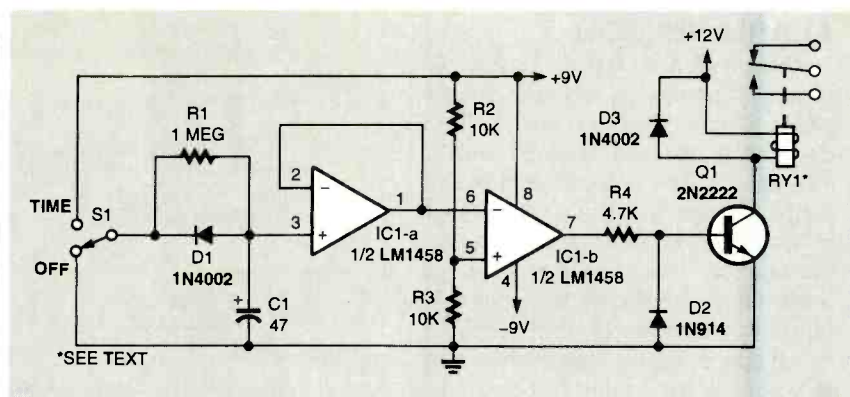 +12V
+9V
R1
1 MEG
R2
10K
D3
1N4002
Q1
2N2222
RY1*
TIME
S1
OFF
2
−
3
+
1
IC1-a
1/2 LM1458
6
−
5
+
8
7
4
IC1-b
1/2 LM1458
R4
4.7K
D1
1N4002
+
C1
47
R3
10K
−9V
D2
1N914
*SEE TEXT